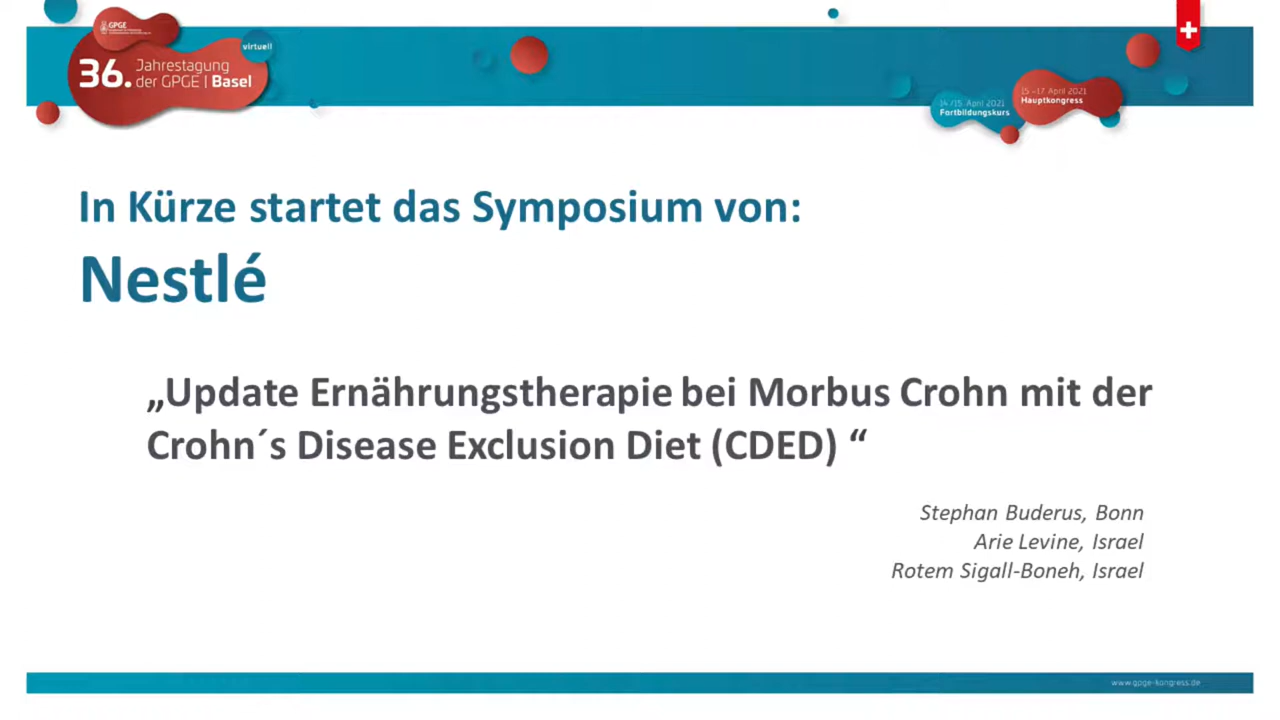 GPGE
36. Jahrestagung
der GPGE | Basel
virtuell
14./15. April 2021
Fortbildungskurs
15.-17. April 2021
Hauptkongress
In Kürze startet das Symposium von:
Nestlé
„Update Ernährungstherapie bei Morbus Crohn mit der
Crohn´s Disease Exclusion Diet (CDED) “
Stephan Buderus, Bonn
Arie Levine, Israel
Rotem Sigall-Boneh, Israel
www.gpge-kongress.de